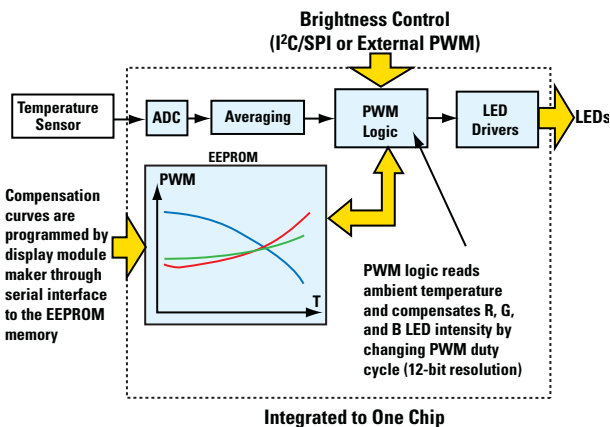 Brightness Control
(I²C/SPI or External PWM)
Temperature
Sensor
ADC
Averaging
PWM
Logic
LED
Drivers
LEDs
EEPROM
PWM
T
Compensation
curves are
programmed by
display module
maker through
serial interface
to the EEPROM
memory
PWM logic reads
ambient temperature
and compensates R, G,
and B LED intensity by
changing PWM duty
cycle (12-bit resolution)
Integrated to One Chip